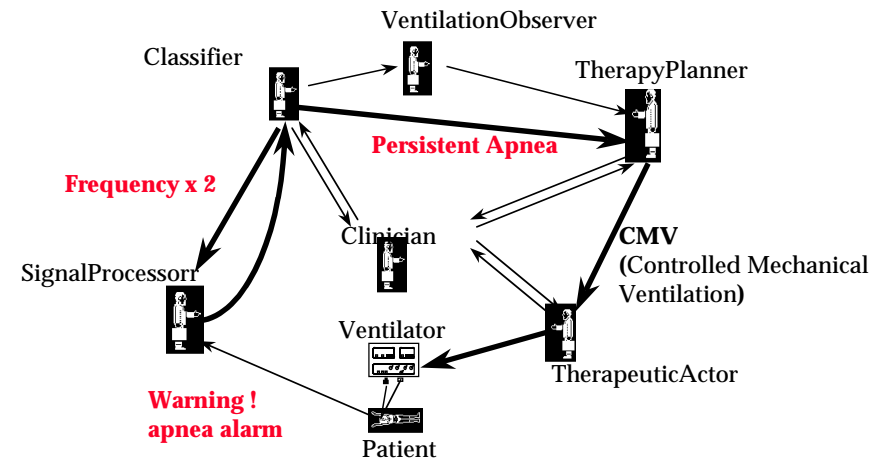 VentilationObserver
Classifier
TherapyPlanner
Persistent Apnea
Frequency x 2
Clinician
CMV
(Controlled Mechanical
Ventilation)
SignalProcessorr
Ventilator
TherapeuticActor
Warning !
apnea alarm
Patient